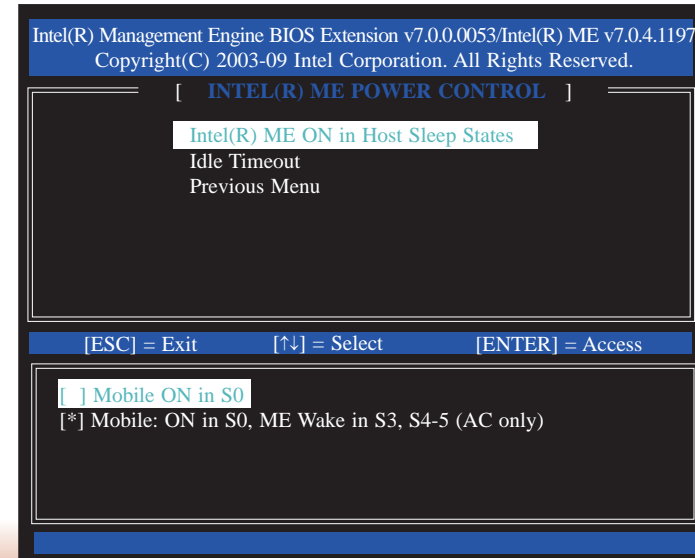 Intel(R) Management Engine BIOS Extension v7.0.0.0053/Intel(R) ME v7.0.4.1197
Copyright(C) 2003-09 Intel Corporation. All Rights Reserved.
[ INTEL(R) ME POWER CONTROL ]
Intel(R) ME ON in Host Sleep States
Idle Timeout
Previous Menu
[ESC] = Exit [↑↓] = Select [ENTER] = Access
[ ] Mobile ON in S0
[*] Mobile: ON in S0, ME Wake in S3, S4-5 (AC only)